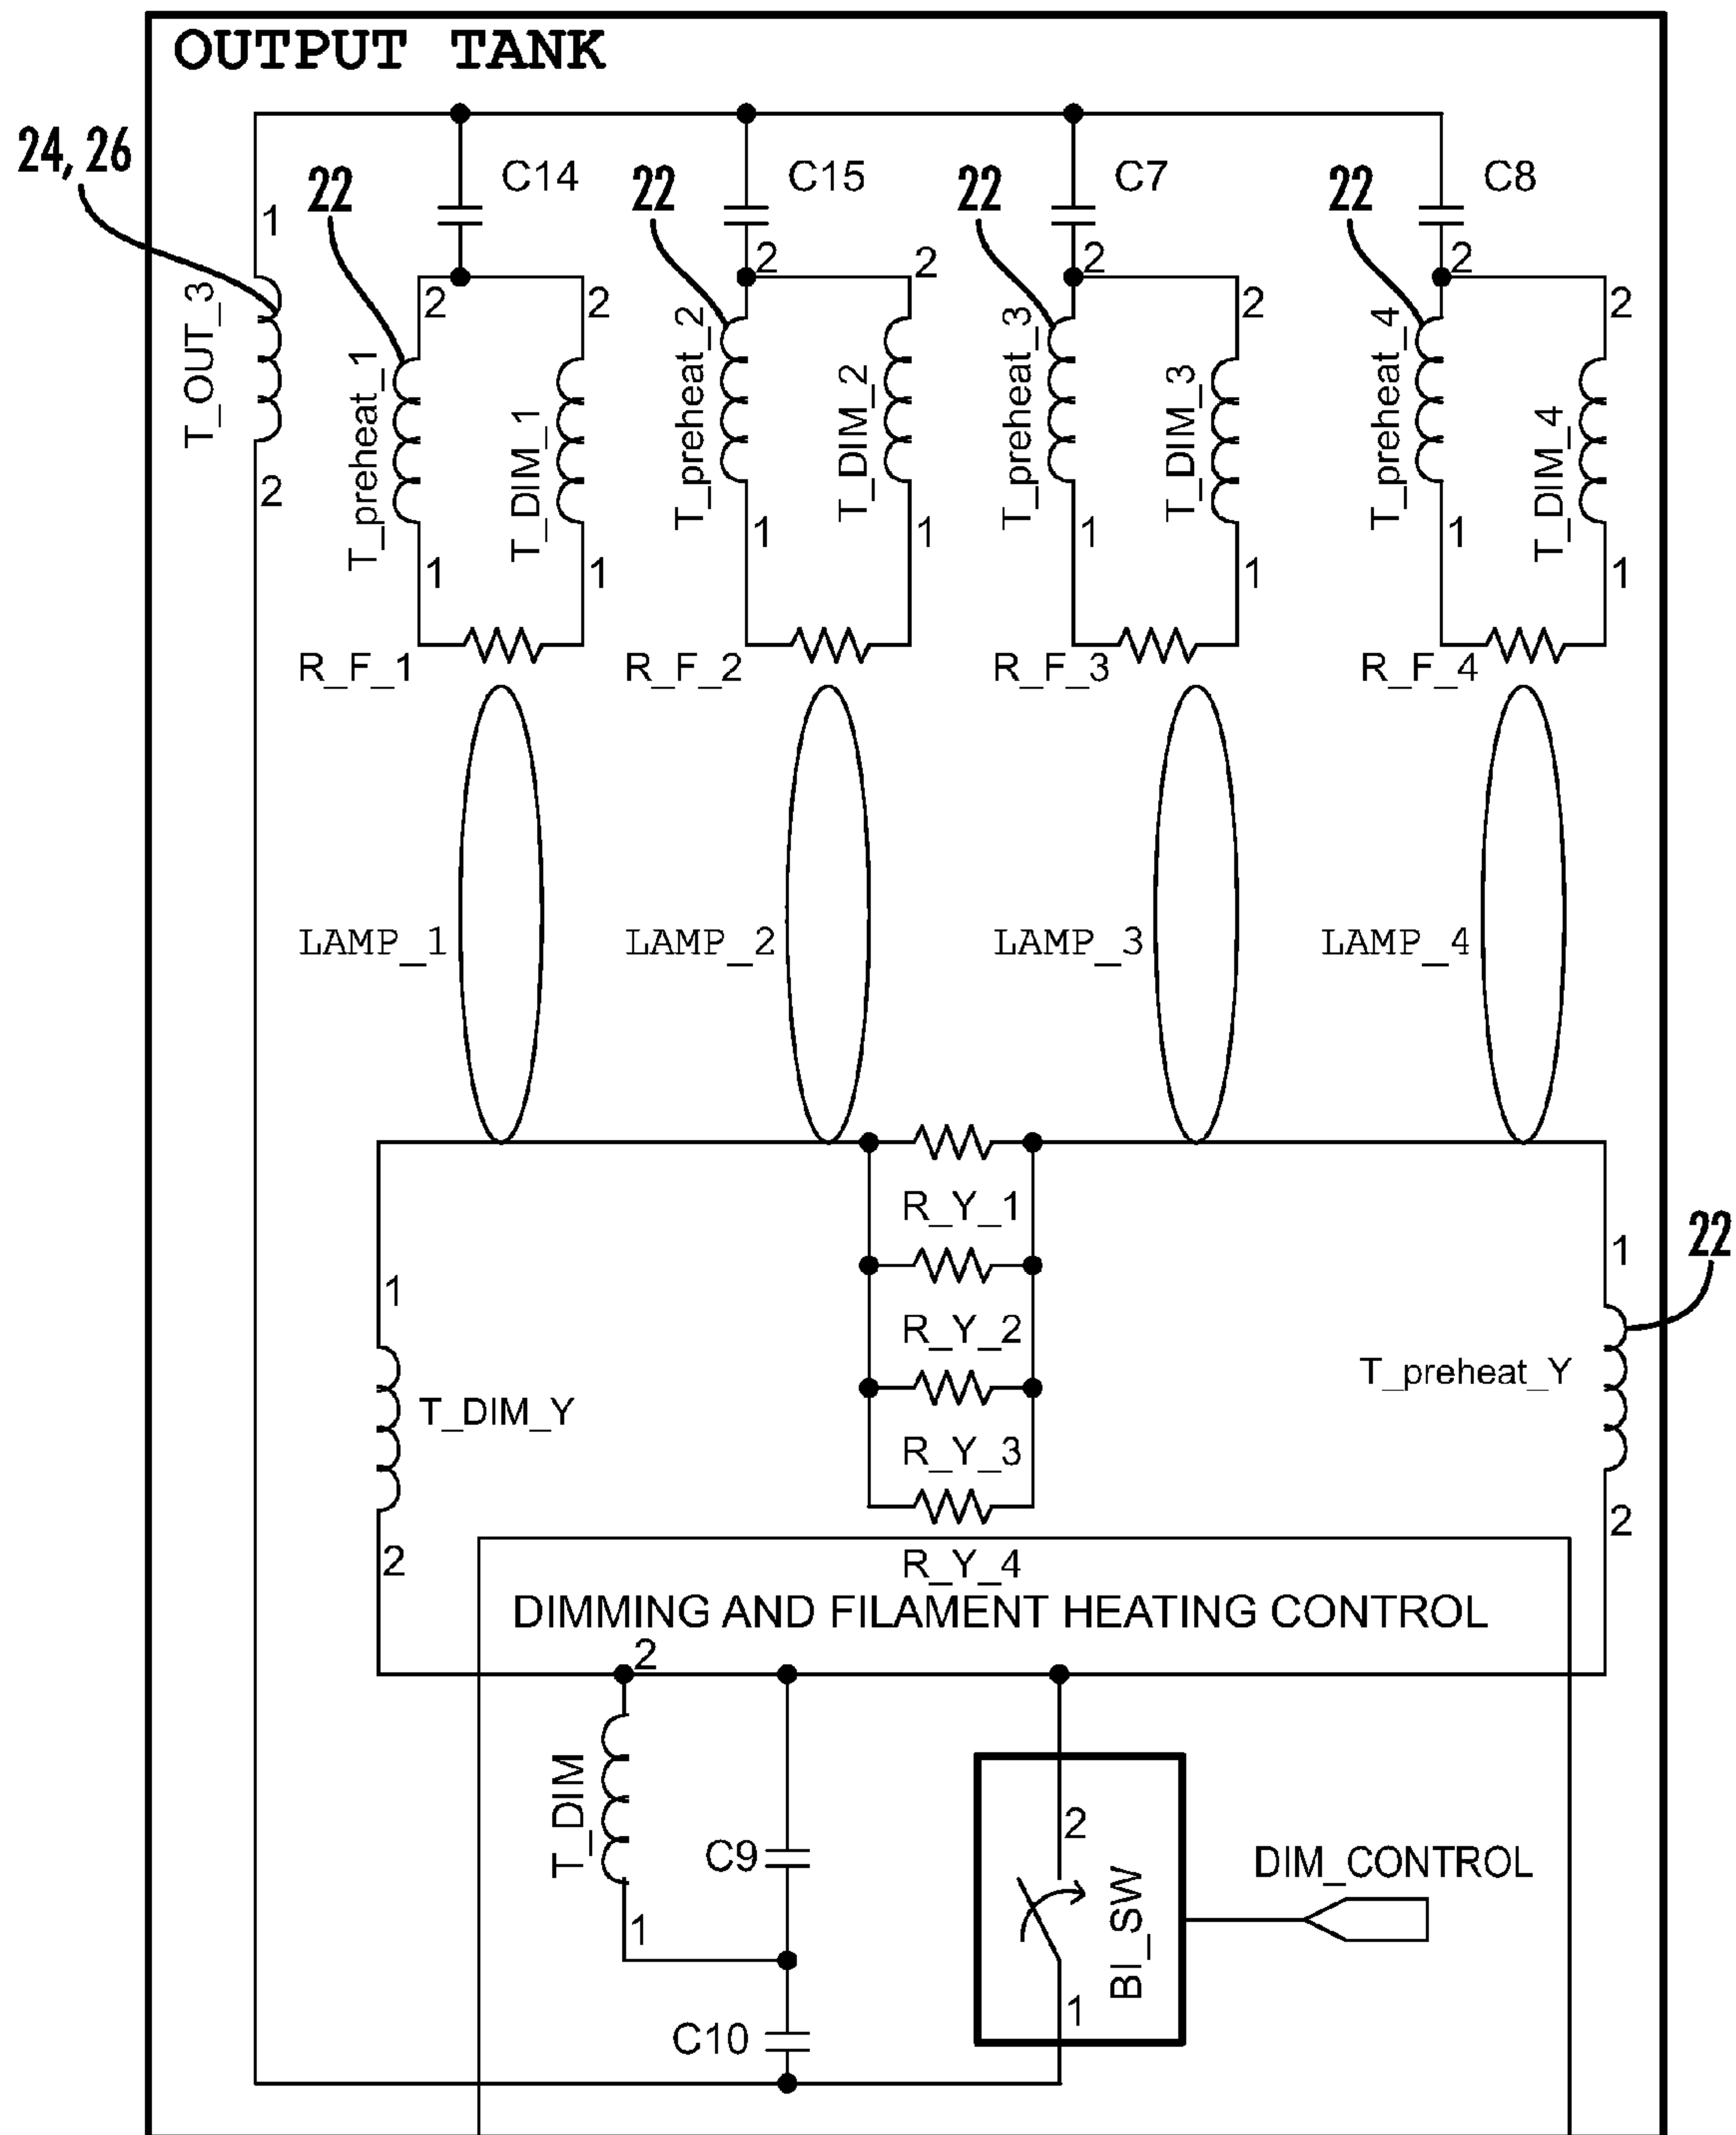 OUTPUT TANK
24, 26
C14
C15
C7
C8
22
22
22
22
1
2
2
2
2
2
2
2
2
2
T_OUT_3
T_preheat_1
T_DIM_1
T_preheat_2
T_DIM_2
T_preheat_3
T_DIM_3
T_preheat_4
T_DIM_4
2
1
1
1
1
1
1
1
1
R_F_1
R_F_2
R_F_3
R_F_4
LAMP_1
LAMP_2
LAMP_3
LAMP_4
R_Y_1
22
1
1
R_Y_2
T_preheat_Y
T_DIM_Y
R_Y_3
2
2
R_Y_4
DIMMING AND FILAMENT HEATING CONTROL
2
T_DIM
2
C9
DIM_CONTROL
BI_SW
1
1
C10